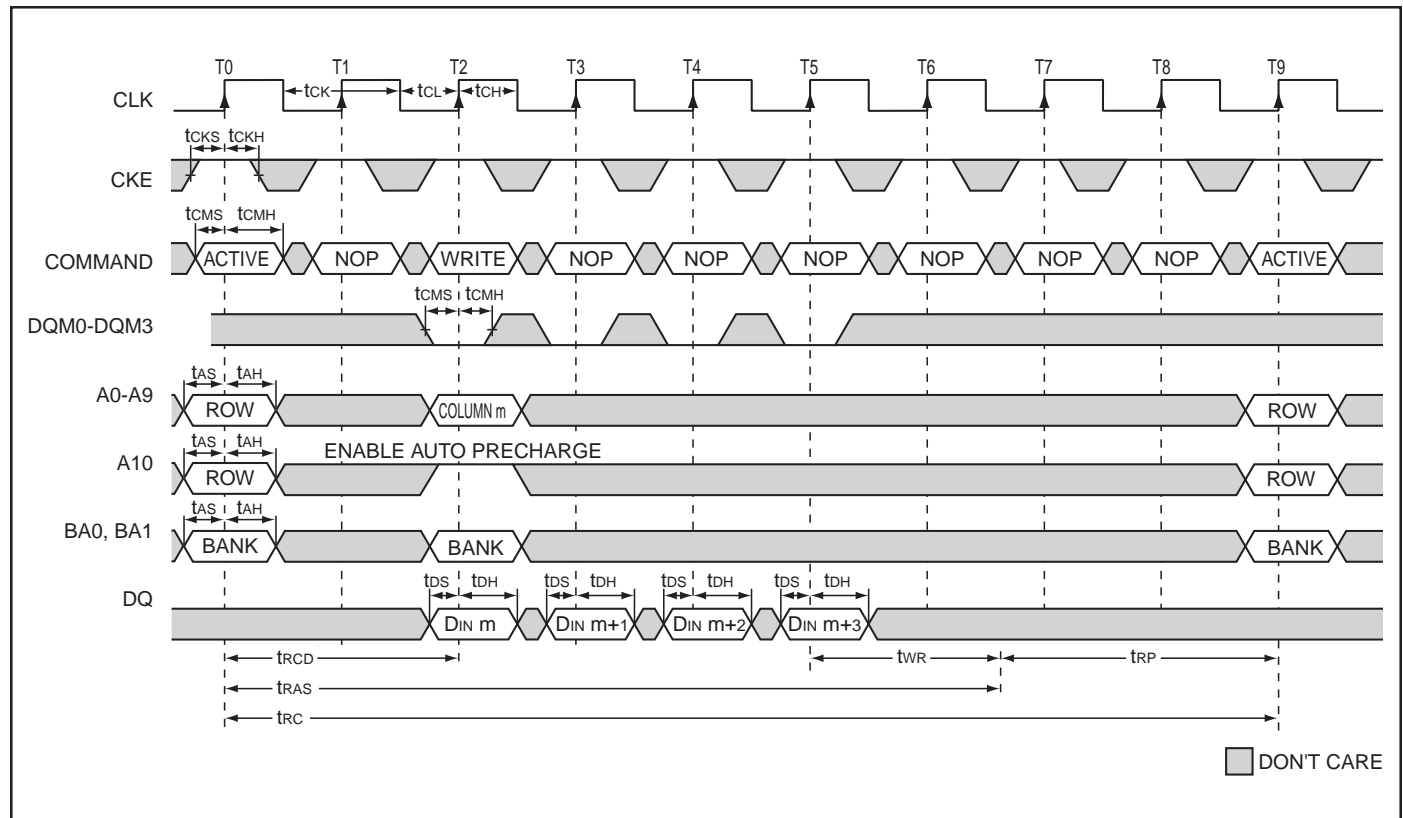 T0 T1 T2 T3 T4 T5 T6 T7 T8 T9
CLK tCK tCL tCH
tCKS tCKH
CKE
tCMS tCMH
COMMAND ACTIVE NOP WRITE NOP NOP NOP NOP NOP NOP ACTIVE
tCMS tCMH
DQM0-DQM3
tAS tAH
A0-A9 ROW COLUMN m ROW
tAS tAH ENABLE AUTO PRECHARGE
A10 ROW ROW
tAS tAH
BA0, BA1 BANK BANK BANK
tDS tDH tDS tDH tDS tDH tDS tDH
DQ DIN m DIN m+1 DIN m+2 DIN m+3
tRCD tWR tRP
tRAS
tRC
DON'T CARE